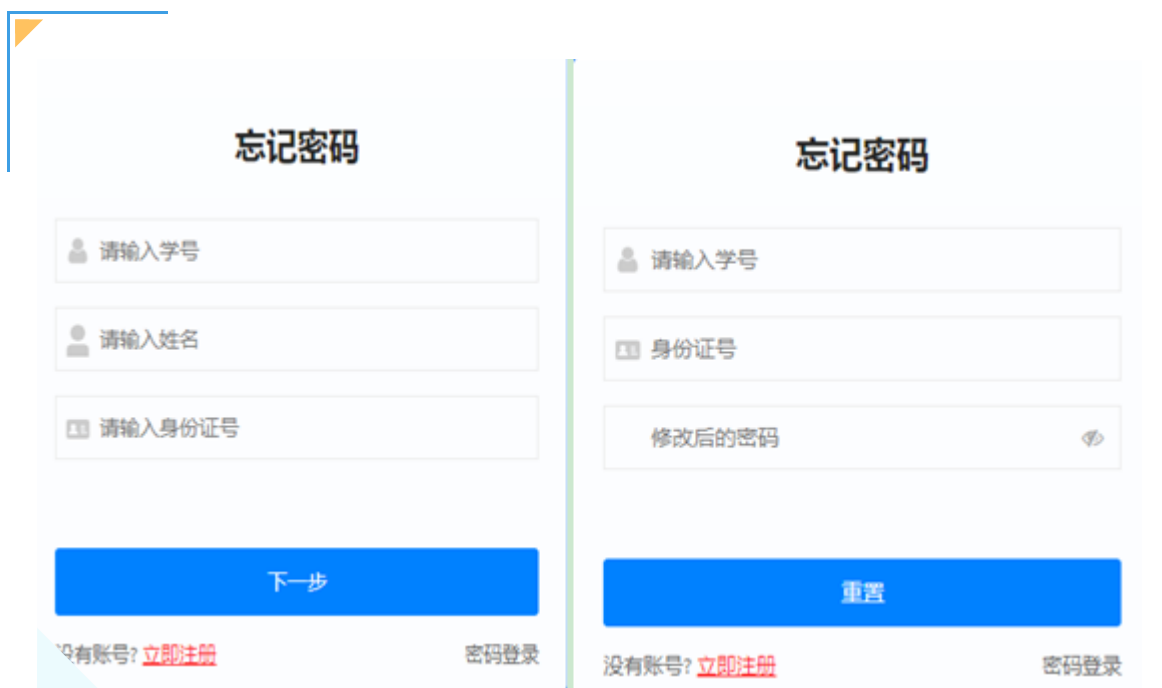 忘记密码
请输入学号
请输入姓名
请输入身份证号
下一步
没有账号? 立即注册
密码登录
忘记密码
请输入学号
身份证号
修改后的密码
重置
没有账号? 立即注册
密码登录